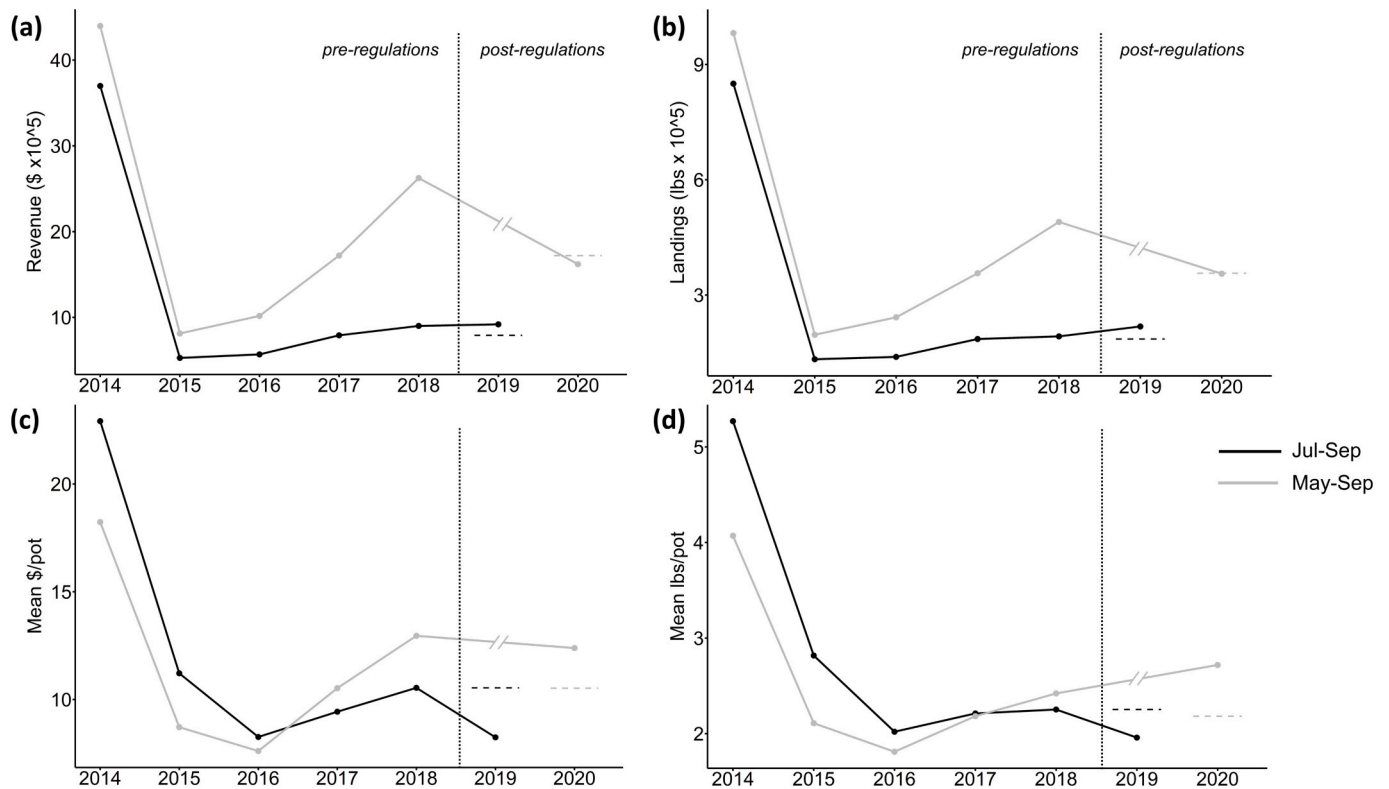 (a)
pre-regulations
post-regulations
Revenue ($ x10^5)
40
30
20
10
2014 2015 2016 2017 2018 2019 2020
(b)
pre-regulations
post-regulations
Landings (lbs x 10^5)
9
6
3
2014 2015 2016 2017 2018 2019 2020
(c)
Mean $/pot
20
15
10
2014 2015 2016 2017 2018 2019 2020
(d)
Mean lbs/pot
5
4
3
2
2014 2015 2016 2017 2018 2019 2020
Jul-Sep
May-Sep